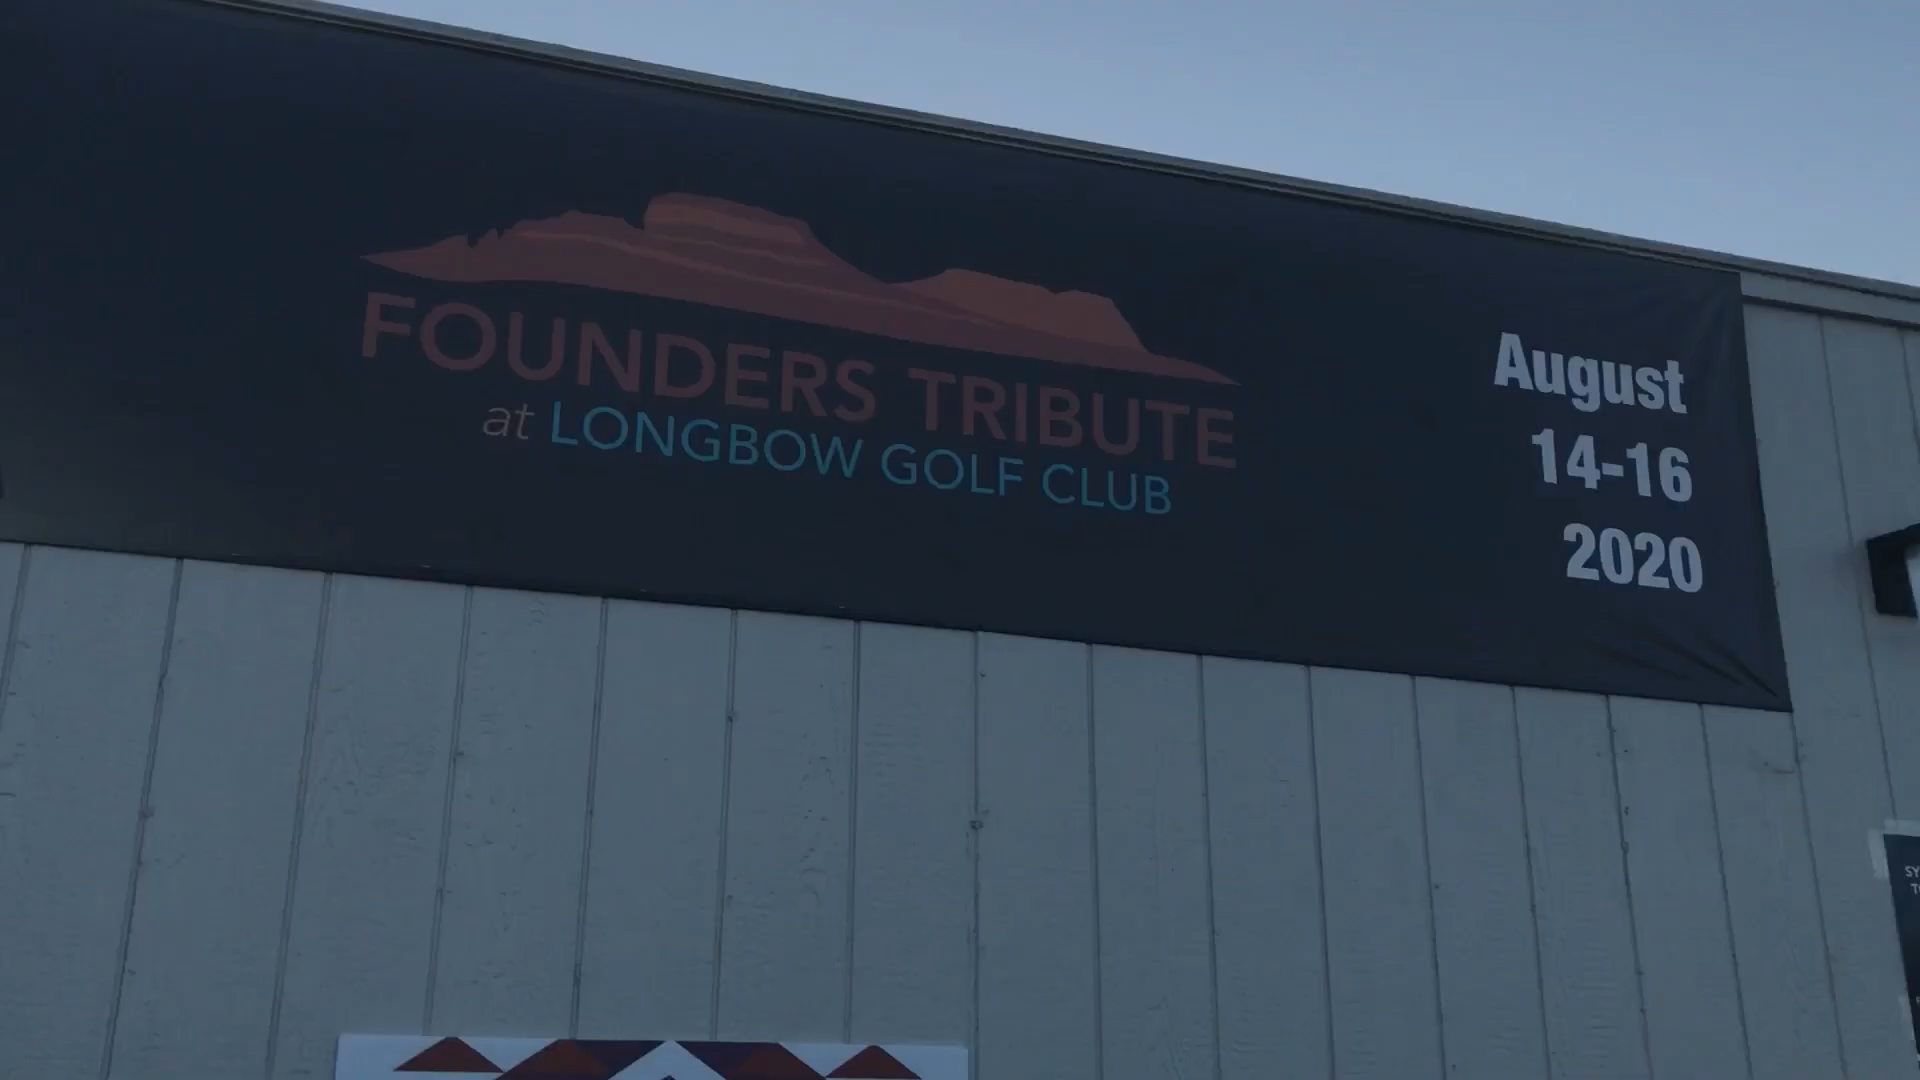 FOUNDERS TRIBUTE
at LONGBOW GOLF CLUB
August
14-16
2020